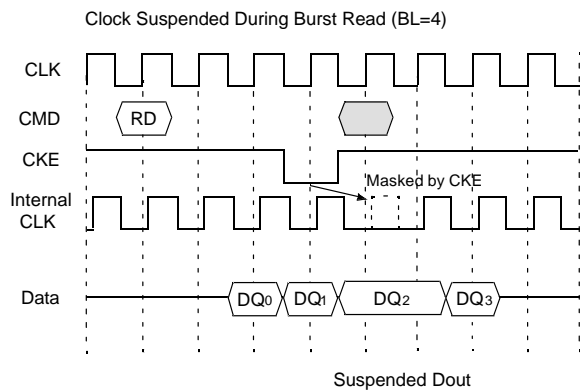 Clock Suspended During Burst Read (BL=4)
CLK
CMD
RD
CKE
Masked by CKE
Internal
CLK
Data
DQ0 DQ1 DQ2 DQ3
Suspended Dout